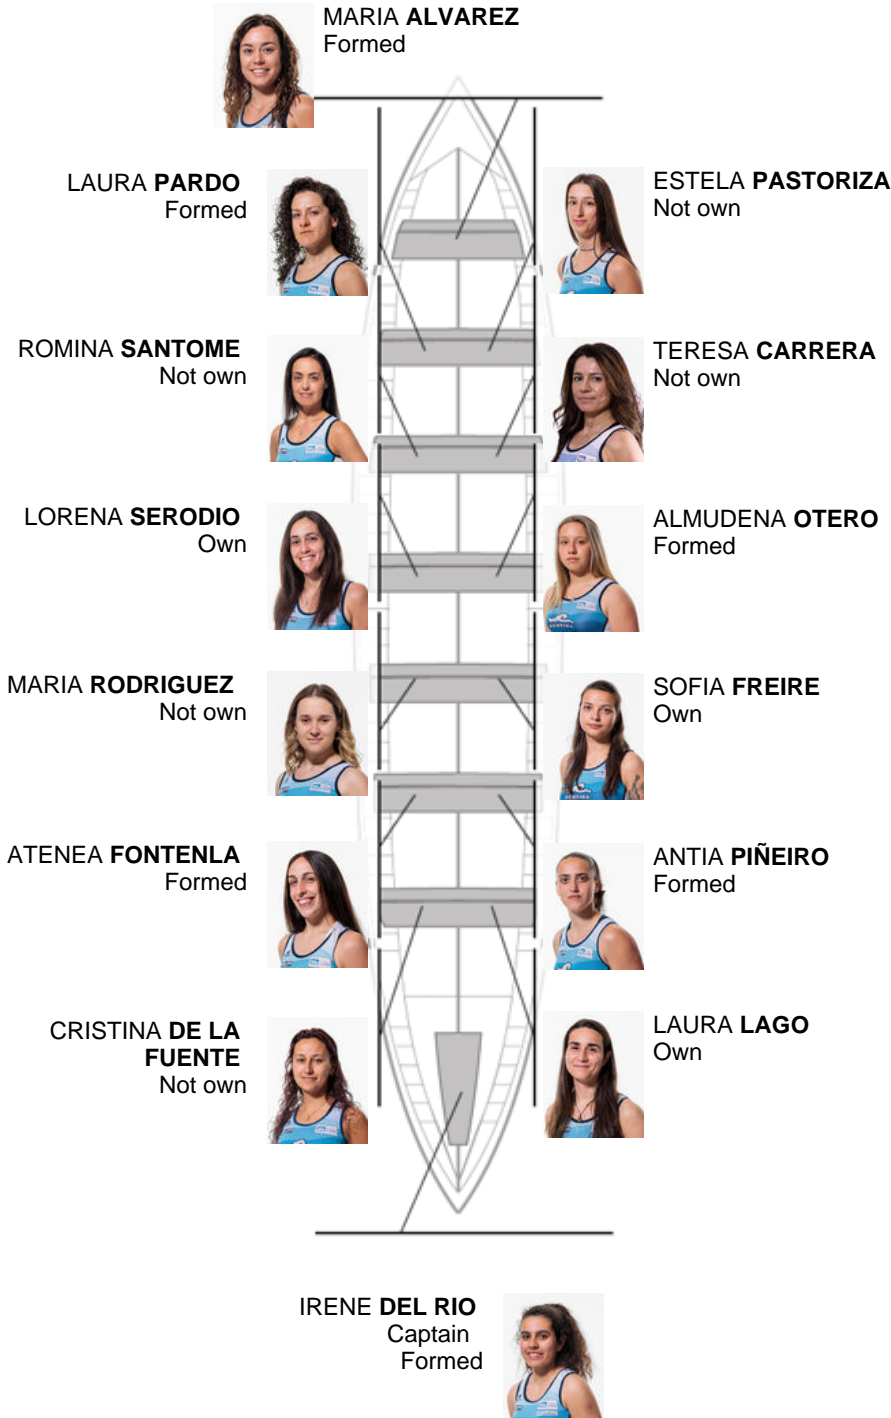 MARIA ALVAREZ
Formed
LAURA PARDO
Formed
ESTELA PASTORIZA
Not own
ROMINA SANTOME
Not own
TERESA CARRERA
Not own
LORENA SERODIO
Own
ALMUDENA OTERO
Formed
MARIA RODRIGUEZ
Not own
SOFIA FREIRE
Own
ATENEA FONTENLA
Formed
ANTIA PIÑEIRO
Formed
CRISTINA DE LA
FUENTE
Not own
LAURA LAGO
Own
IRENE DEL RIO
Captain
Formed